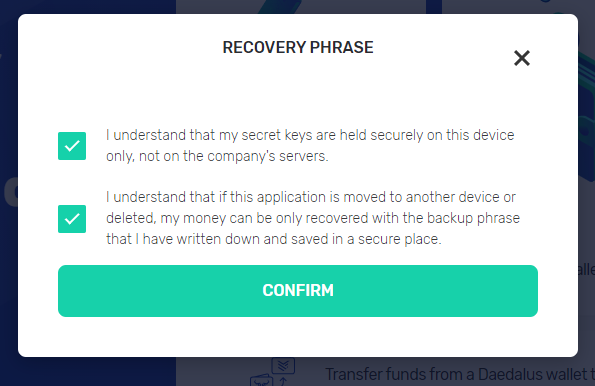 RECOVERY PHRASE
I understand that my secret keys are held securely on this device
only, not on the company's servers.
I understand that if this application is moved to another device or
deleted, my money can be only recovered with the backup phrase
that I have written down and saved in a secure place.
CONFIRM
Transfer funds from a Daedalus wallet t